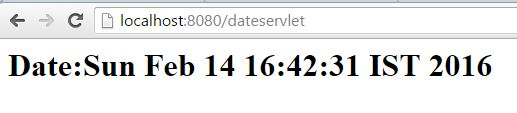 localhost:8080/dateservlet
Date:Sun Feb 14 16:42:31 IST 2016